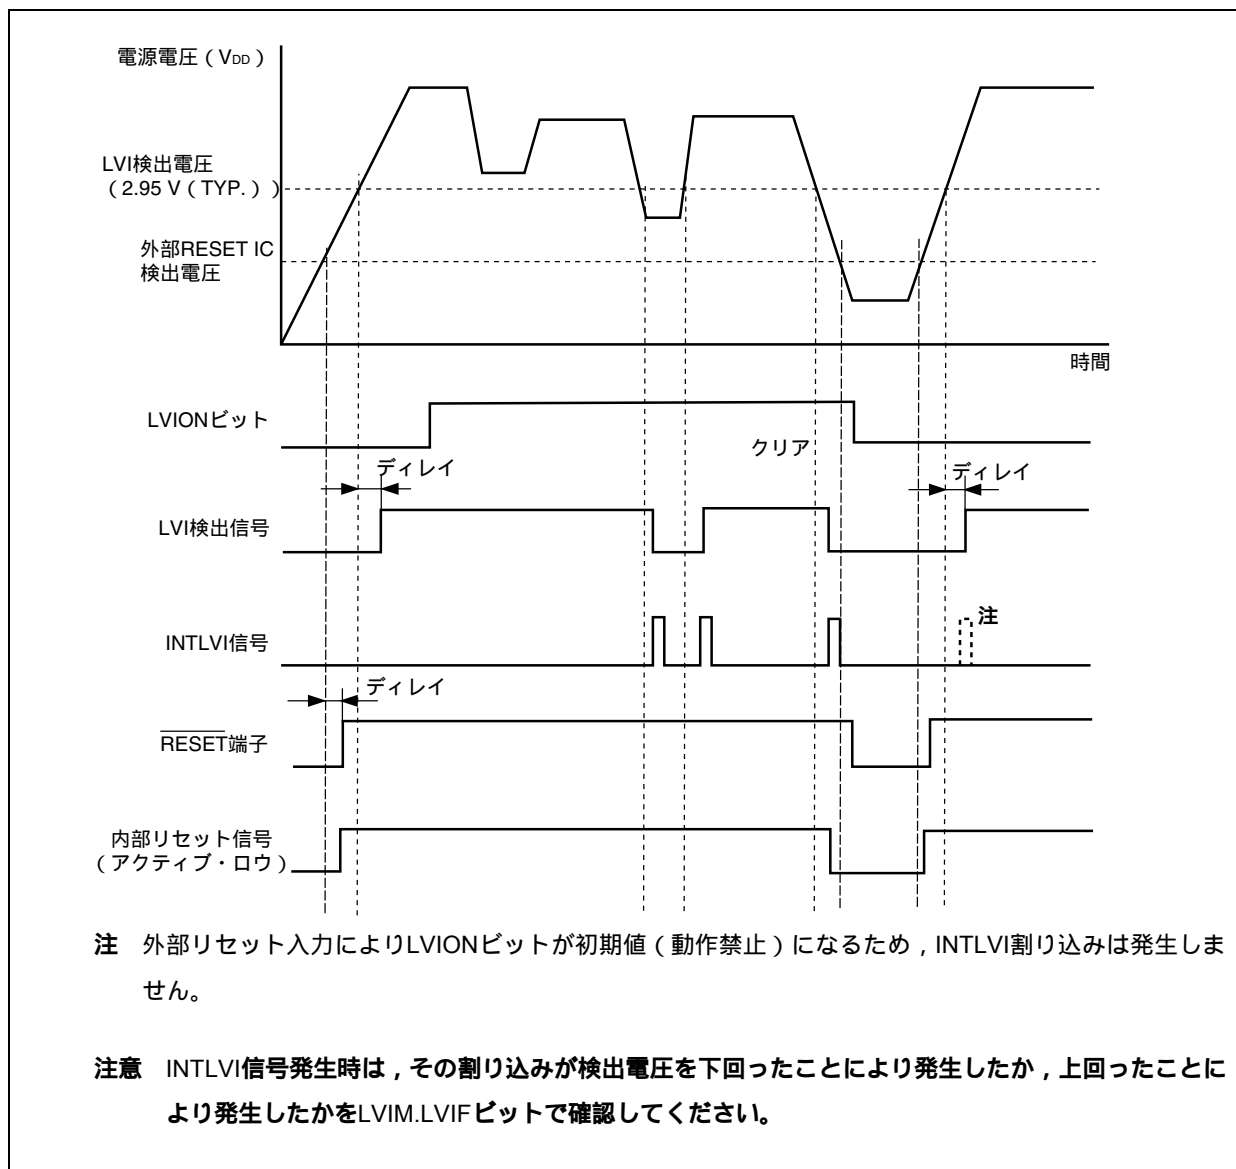 電源電圧（VDD）
LVI検出電圧
（2.95 V（TYP.））
外部RESET IC
検出電圧
時間
LVIONビット
クリア
ディレイ
ディレイ
LVI検出信号
注
INTLVI信号
ディレイ
RESET端子
内部リセット信号
（アクティブ・ロウ）
注　外部リセット入力によりLVIONビットが初期値（動作禁止）になるため，INTLVI割り込みは発生しま
せん。
注意　INTLVI信号発生時は，その割り込みが検出電圧を下回ったことにより発生したか，上回ったことに
より発生したかをLVIM.LVIFビットで確認してください。